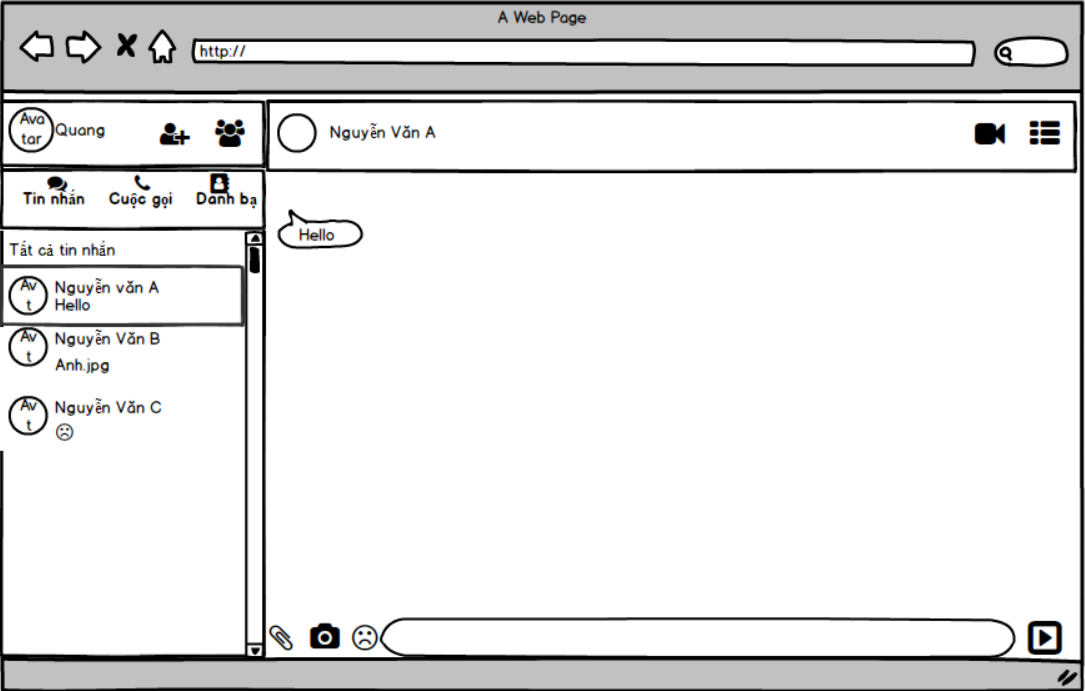 A Web Page
http://
Ava
tar
Quang
Nguyễn Văn A
Tin nhắn
Cuộc gọi
Danh bạ
Tất cả tin nhắn
Av
t
Nguyễn văn A
Hello
Av
t
Nguyễn Văn B
Anh.jpg
Av
t
Nguyễn Văn C
Hello